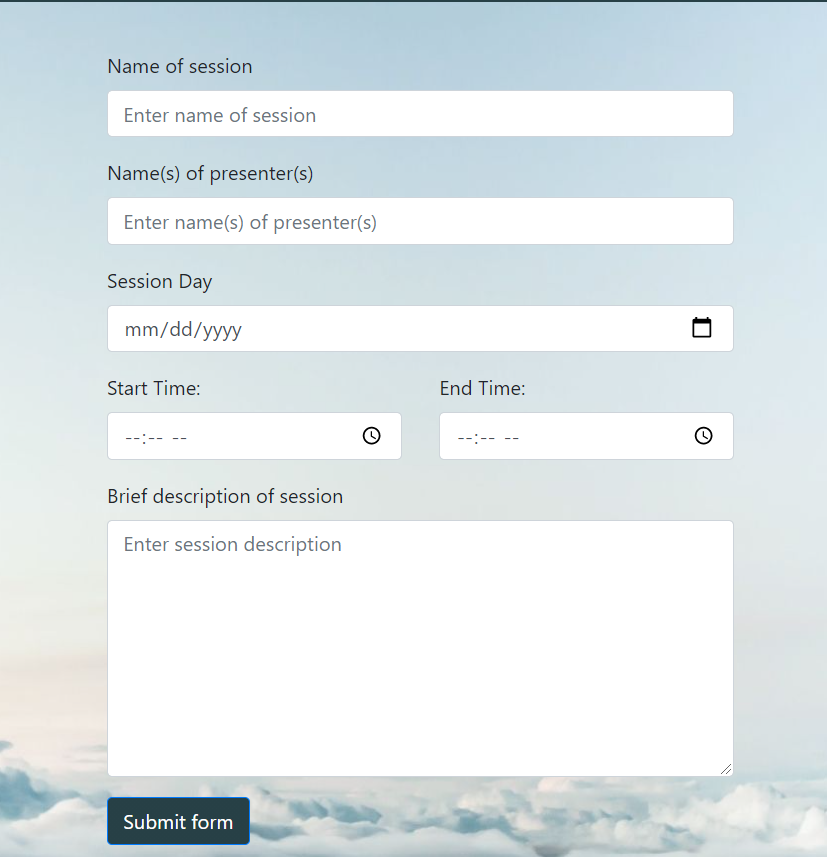 Name of session
Enter name of session
Name(s) of presenter(s)
Enter name(s) of presenter(s)
Session Day
mm/dd/yyyy
Start Time: End Time:
--:-- -- --:-- --
Brief description of session
Enter session description
Submit form